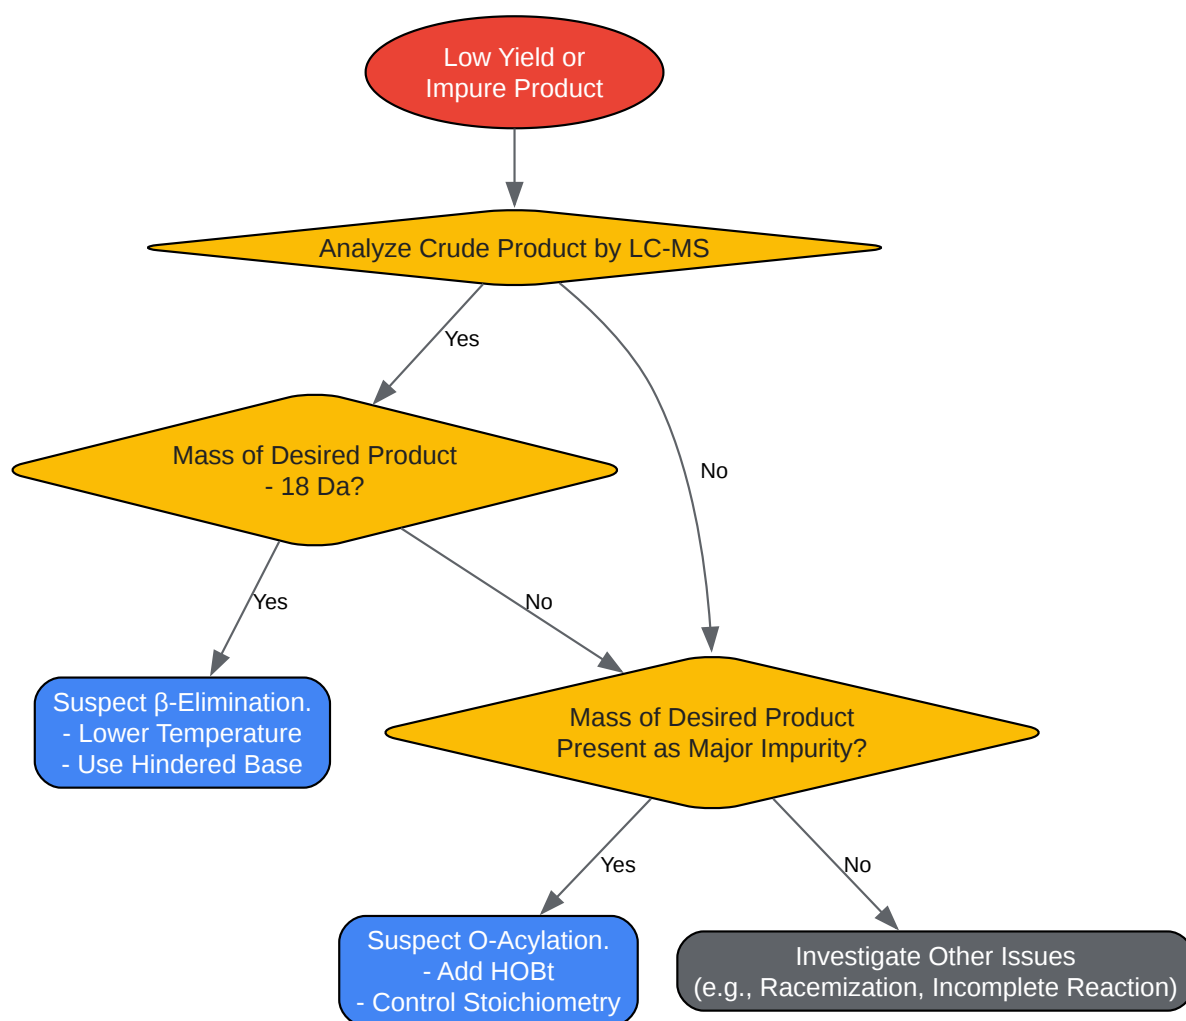 Low Yield or
Impure Product
Analyze Crude Product by LC-MS
Yes
No
Mass of Desired Product
- 18 Da?
Yes
No
Suspect β-Elimination.
- Lower Temperature
- Use Hindered Base
Mass of Desired Product
Present as Major Impurity?
Yes
No
Suspect O-Acylation.
- Add HOBt
- Control Stoichiometry
Investigate Other Issues
(e.g., Racemization, Incomplete Reaction)